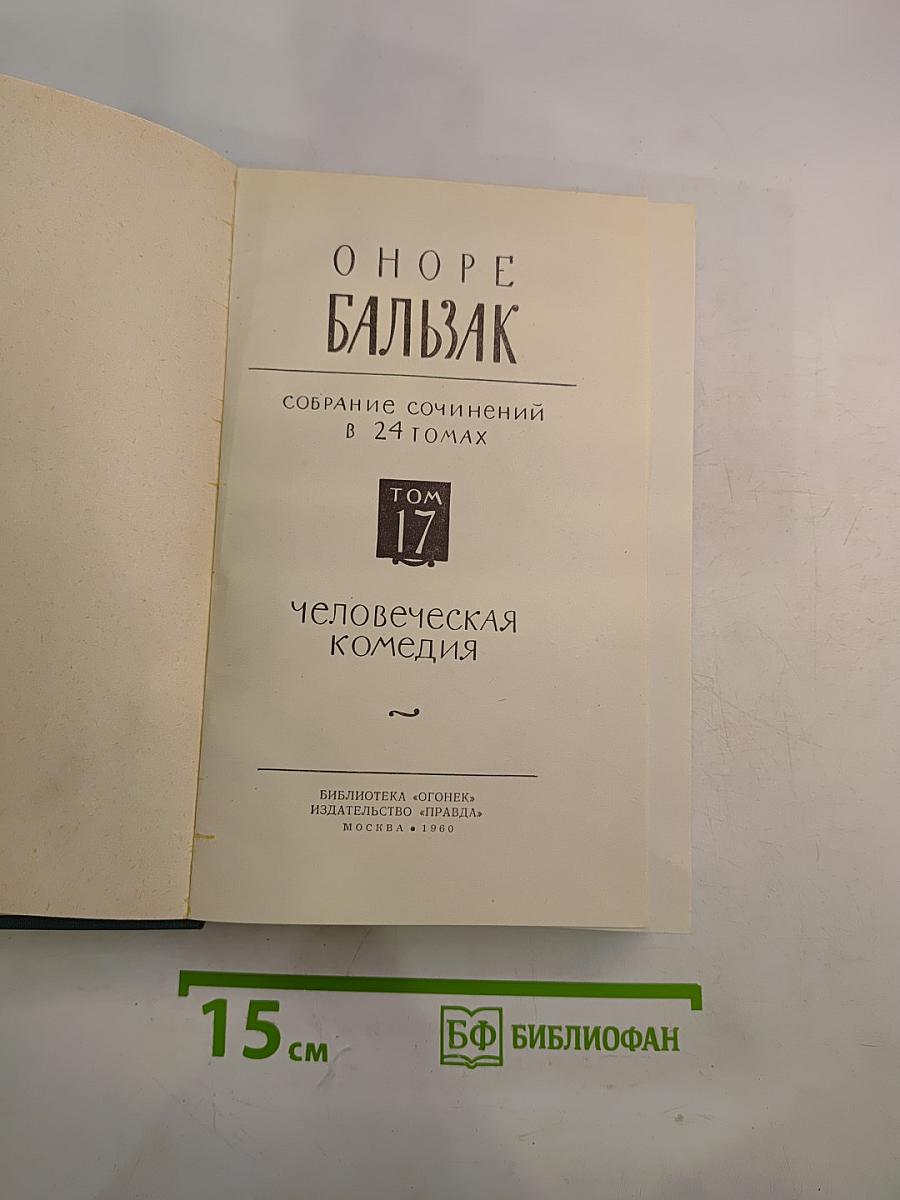 ОНОРЕ
БАЛЬЗАК
СОБРАНИЕ СОЧИНЕНИЙ
В 24 ТОМАХ
ТОМ
17
ЧЕЛОВЕЧЕСКАЯ
КОМЕДИЯ
БИБЛИОТЕКА «ОГОНЕК»
ИЗДАТЕЛЬСТВО «ПРАВДА»
МОСКВА • 1960
15 см
БФ БИБЛИОФАН